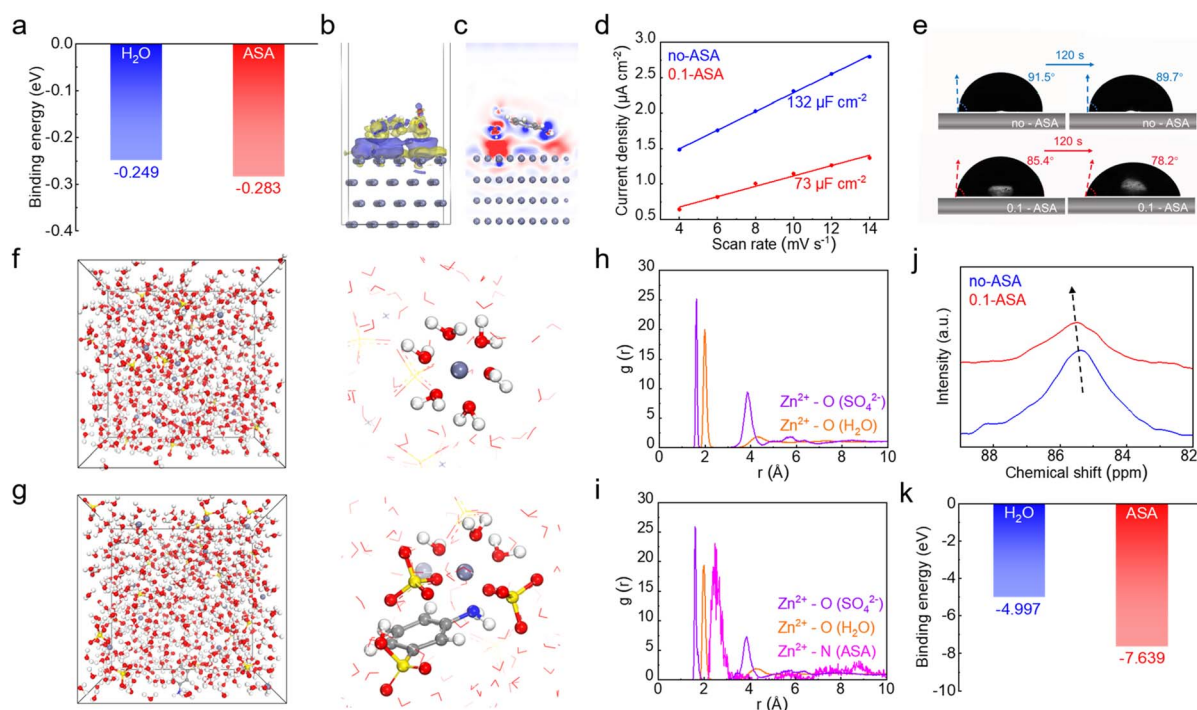 a
0.0
-0.1
-0.2
-0.3
-0.4
Binding energy (eV)
H₂O
ASA
-0.249
-0.283
b
c
d
3.0
2.5
2.0
1.5
1.0
0.5
Current density (µA cm⁻²)
no-ASA
0.1-ASA
132 µF cm⁻²
73 µF cm⁻²
4 6 8 10 12 14
Scan rate (mV s⁻¹)
e
120 s
91.5°
89.7°
no - ASA
no - ASA
120 s
85.4°
78.2°
0.1 - ASA
0.1 - ASA
f
h
30
25
20
15
10
5
0
g (r)
Zn²⁺ - O (SO₄²⁻)
Zn²⁺ - O (H₂O)
0 2 4 6 8 10
r (Å)
j
no-ASA
0.1-ASA
Intensity (a.u.)
88 86 84 82
Chemical shift (ppm)
g
i
30
25
20
15
10
5
0
g (r)
Zn²⁺ - O (SO₄²⁻)
Zn²⁺ - O (H₂O)
Zn²⁺ - N (ASA)
0 2 4 6 8 10
r (Å)
k
0
-2
-4
-6
-8
-10
Binding energy (eV)
H₂O
ASA
-4.997
-7.639